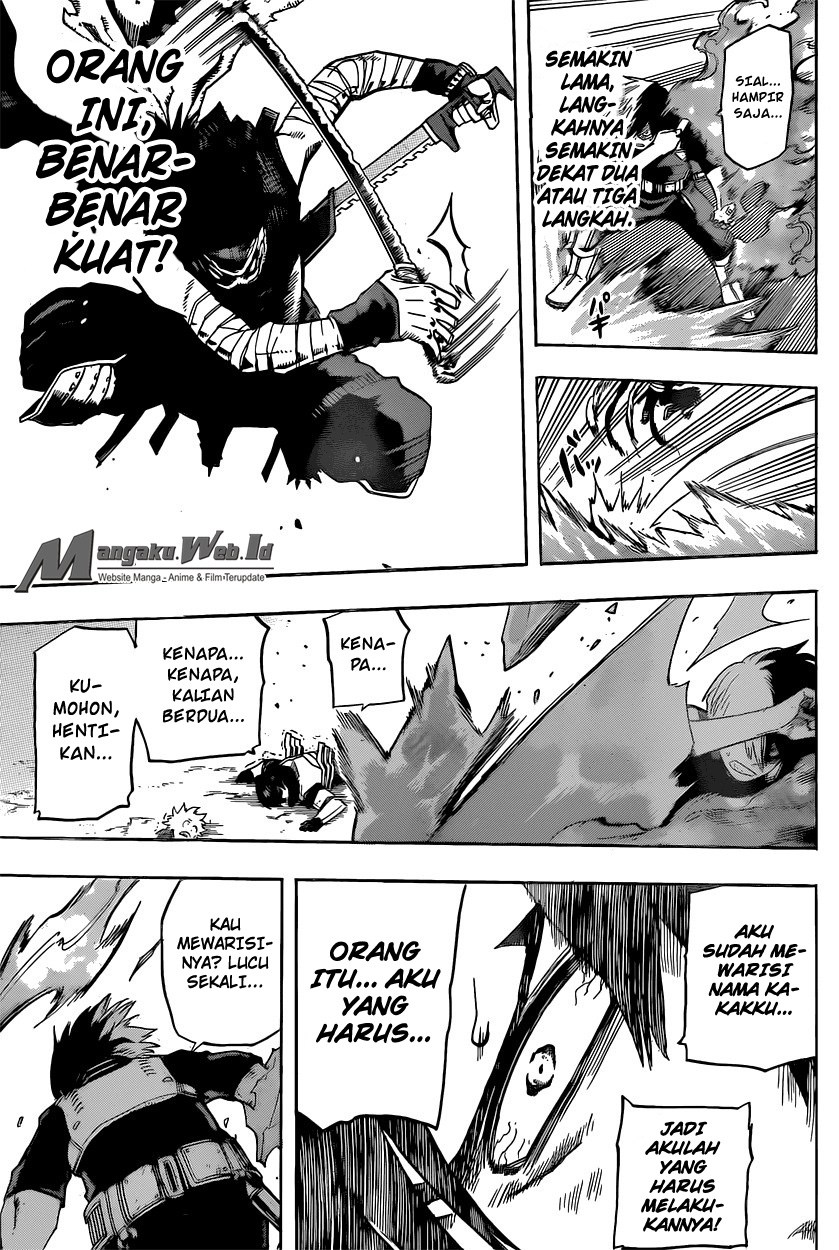 SIAL...
HAMPIR
SAJA...
SEMAKIN
LAMA,
LANG-
KAHNYA
SEMAKIN
DEKAT DUA
ATAU TIGA
LANGKAH.
パキ
ORANG
INI,
BENAR-
BENAR
KUAT!
Mangaku.Web.Id
Website Manga - Anime & Film Terupdate
KENA-
PA...
KENAPA...
KENAPA,
KALIAN
BERDUA...
KU-
MOHON,
HENTI-
KAN...
AKU
SUDAH ME-
WARISI
NAMA KA-
KAKKU...
JADI
AKULAH
YANG
HARUS
MELAKU-
KANNYA!
ORANG
ITU... AKU
YANG
HARUS...
KAU
MEWARISI-
NYA? LUCU
SEKALI...